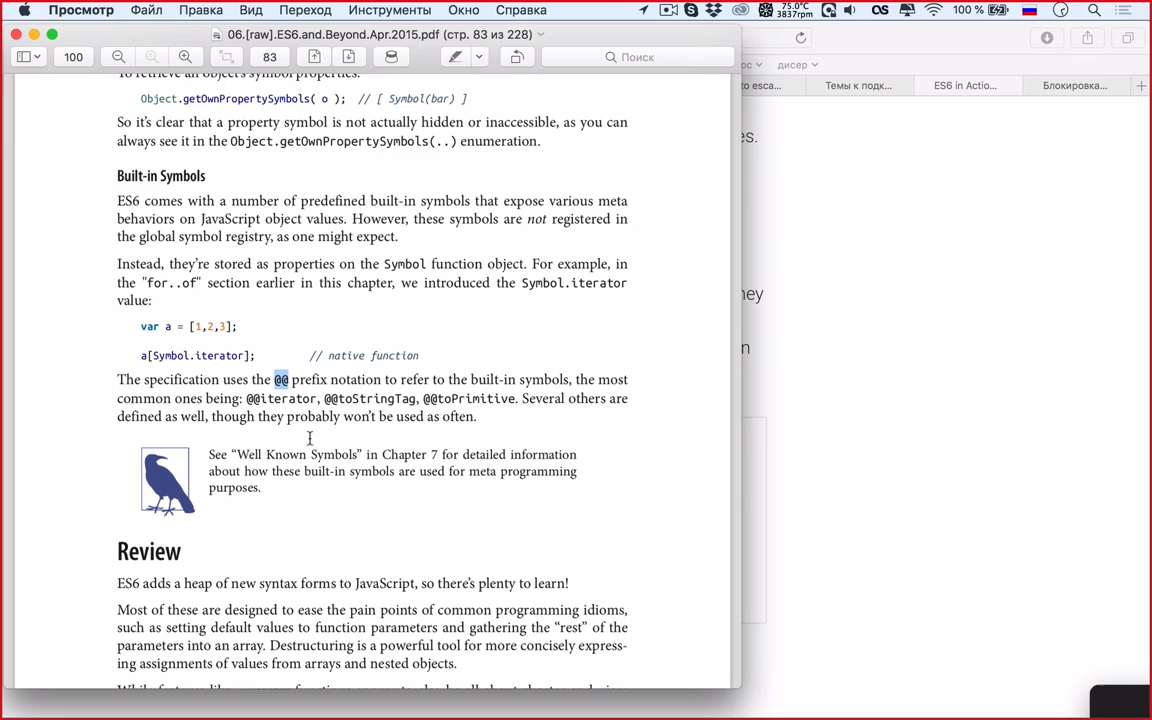 Просмотр Файл Правка Вид Переход Инструменты Окно Справка 75.0°C 3837rpm 100 %
06.[raw].ES6.and.Beyond.Apr.2015.pdf (стр. 83 из 228)
100 83 Поиск
дисер
Темы к подк... ES6 in Actio... Блокировка...
To retrieve an object's symbol properties:
Object.getOwnPropertySymbols( o ); // [ Symbol(bar) ]
So it's clear that a property symbol is not actually hidden or inaccessible, as you can
always see it in the Object.getOwnPropertySymbols(..) enumeration.
Built-in Symbols
ES6 comes with a number of predefined built-in symbols that expose various meta
behaviors on JavaScript object values. However, these symbols are not registered in
the global symbol registry, as one might expect.
Instead, they're stored as properties on the Symbol function object. For example, in
the "for..of" section earlier in this chapter, we introduced the Symbol.iterator
value:
var a = [1,2,3];
a[Symbol.iterator]; // native function
The specification uses the @@ prefix notation to refer to the built-in symbols, the most
common ones being: @@iterator, @@toStringTag, @@toPrimitive. Several others are
defined as well, though they probably won't be used as often.
See “Well Known Symbols” in Chapter 7 for detailed information
about how these built-in symbols are used for meta programming
purposes.
Review
ES6 adds a heap of new syntax forms to JavaScript, so there's plenty to learn!
Most of these are designed to ease the pain points of common programming idioms,
such as setting default values to function parameters and gathering the “rest” of the
parameters into an array. Destructuring is a powerful tool for more concisely express-
ing assignments of values from arrays and nested objects.